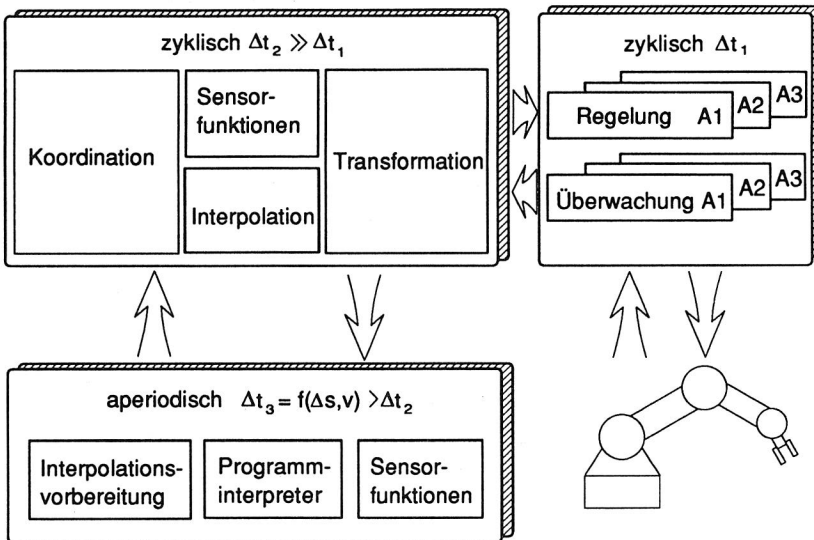 zyklisch Δt₂ ≫ Δt₁
Koordination
Sensor-
funktionen
Interpolation
Transformation
zyklisch Δt₁
Regelung A1
A2
A3
Überwachung A1
A2
A3
aperiodisch Δt₃ = f(Δs,v) > Δt₂
Interpolations-
vorbereitung
Programm-
interpreter
Sensor-
funktionen